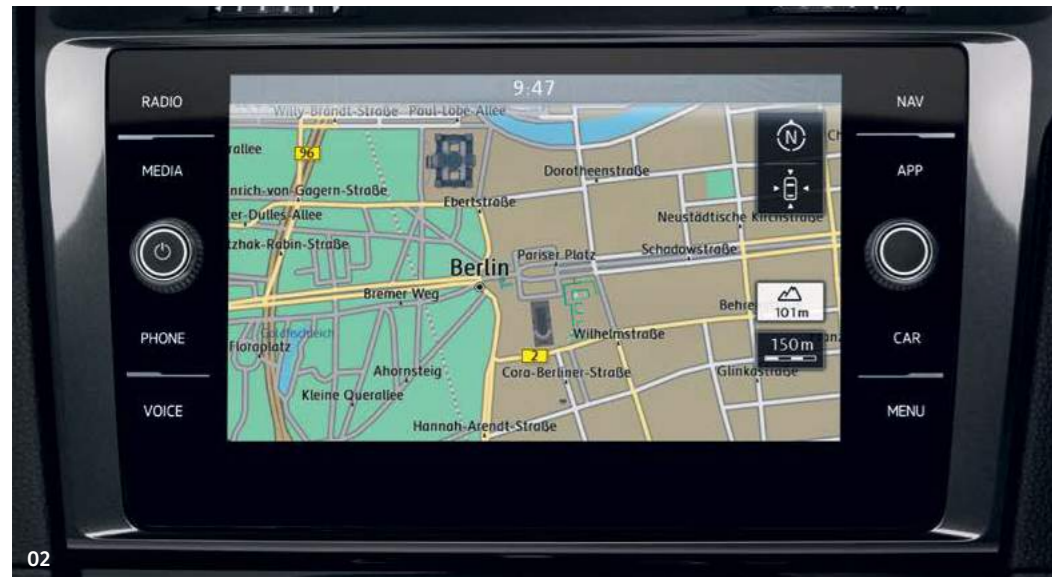 9:47
RADIO
NAV
Willy-Brandt-Straße Paul-Löbe-Allee
N
96
rallee
MEDIA
Dorotheenstraße
APP
nrich-von-Gagern-Straße
Ebertstraße
er-Dulles-Allee
Neustädtische Kirchstraße
tzhak-Rabin-Straße
Pariser Platz
Schadowstraße
Berlin
Bremer Weg
Behre
101m
Goldfischteich
PHONE
Floraplatz
Wilhelmstraße
150m
CAR
2
Ahornsteig
Cora-Berliner-Straße
Glinkastraße
Kleine Querallee
VOICE
MENU
Hannah-Arendt-Straße
02